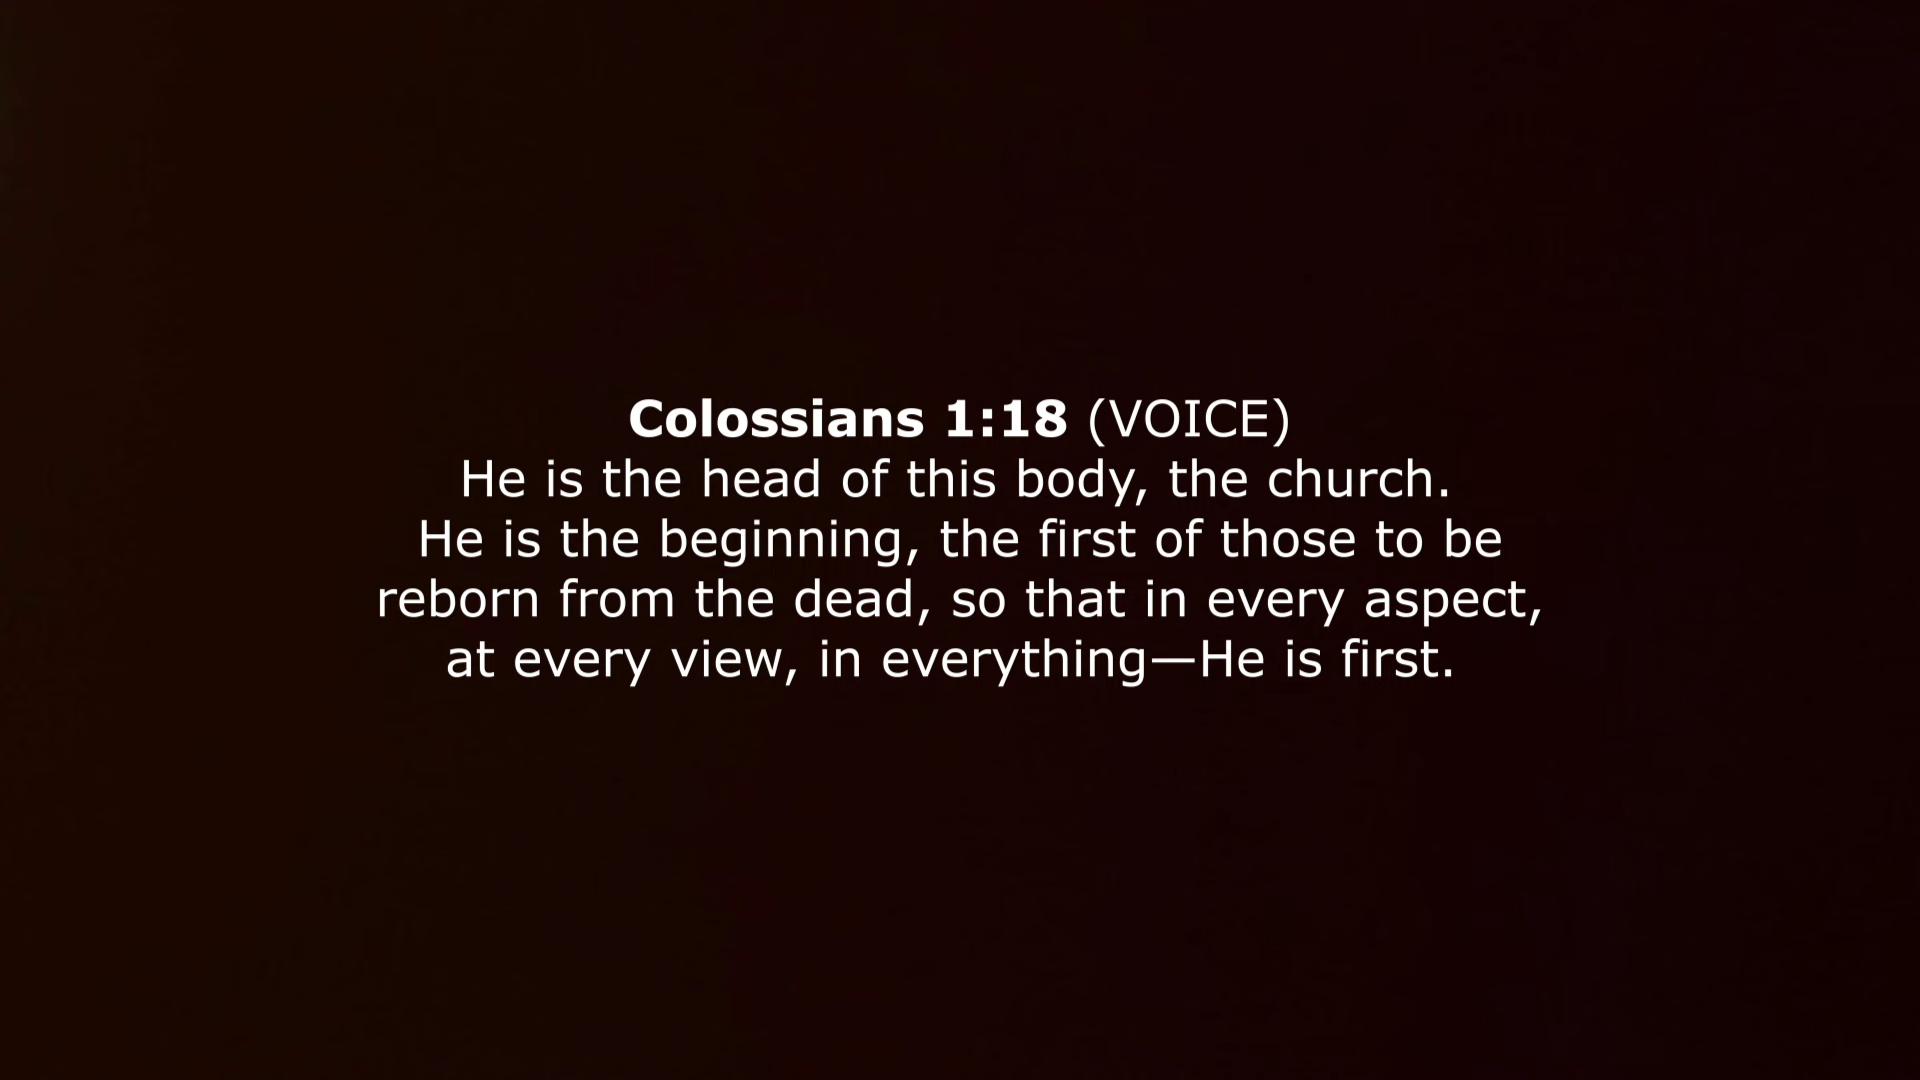 Colossians 1:18 (VOICE)
He is the head of this body, the church.
He is the beginning, the first of those to be
reborn from the dead, so that in every aspect,
at every view, in everything—He is first.